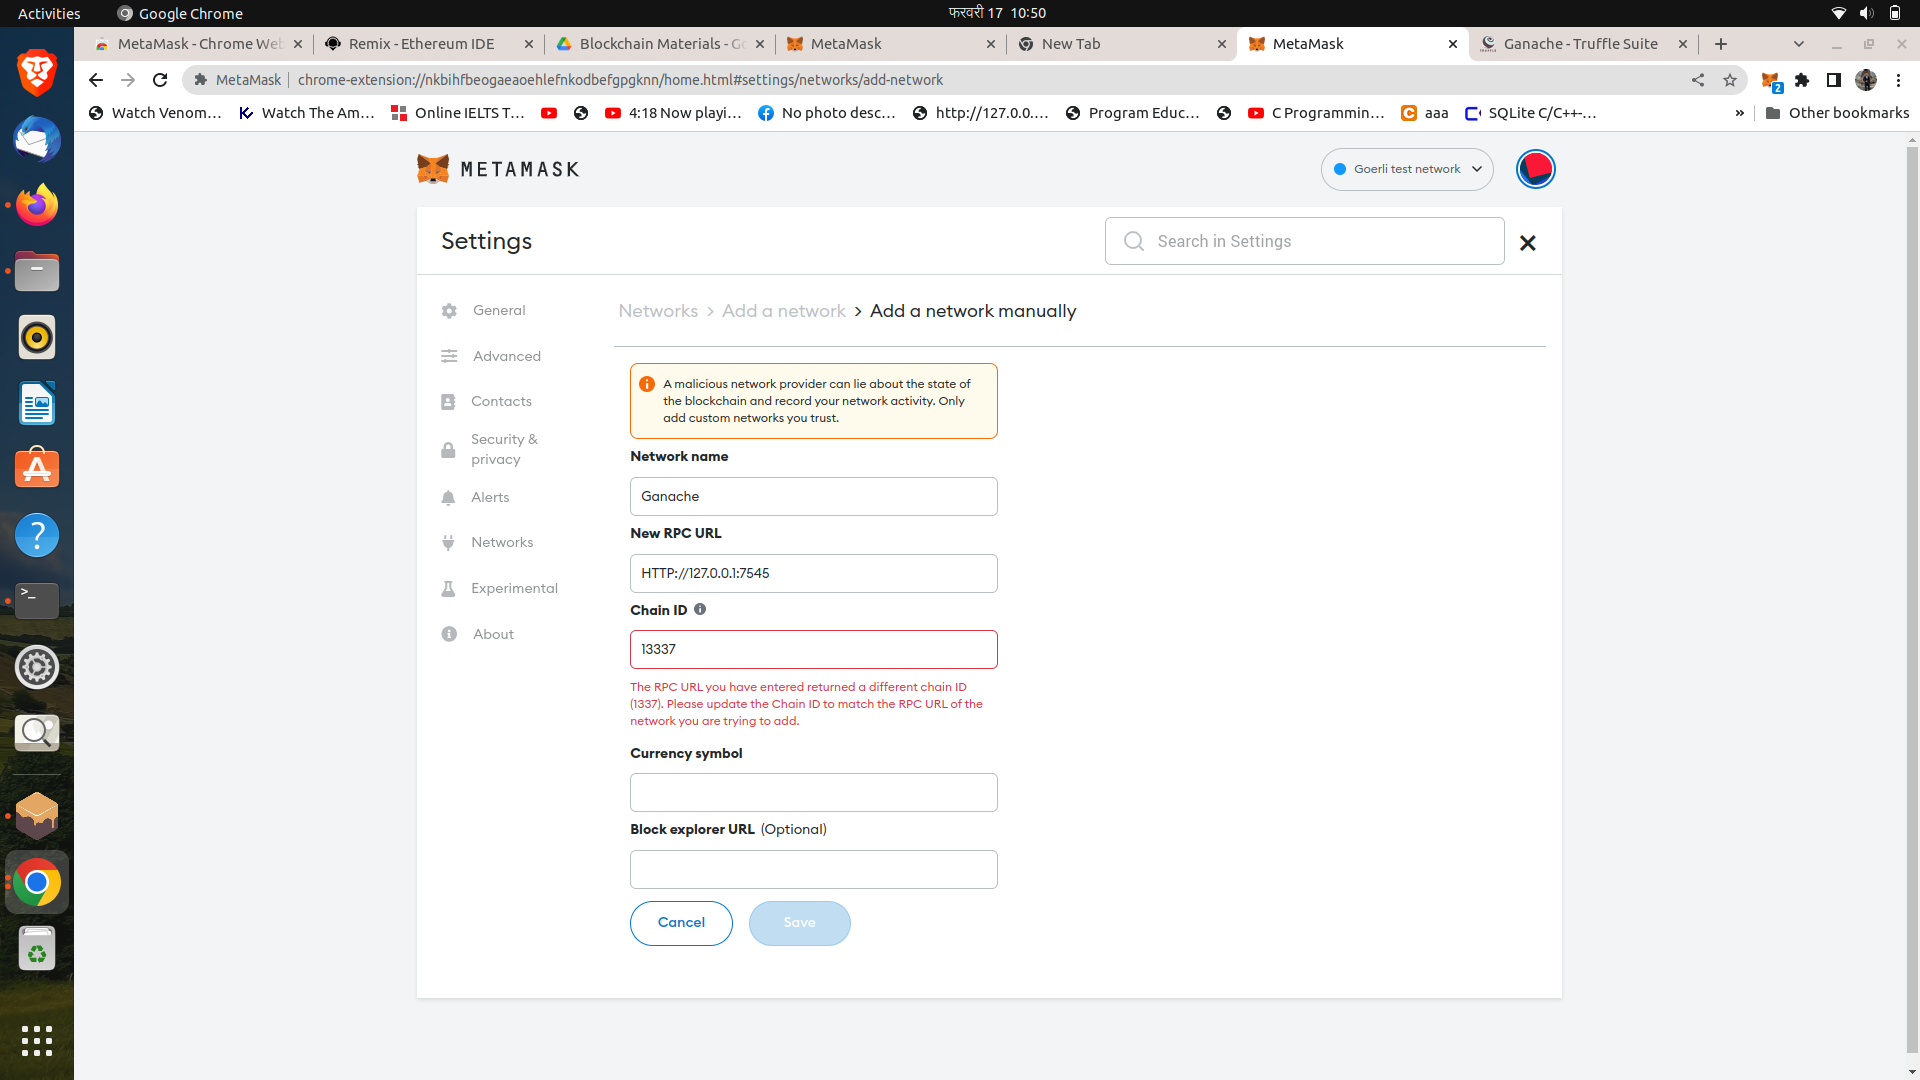 Activities
Google Chrome
फरवरी 17 10:50
MetaMask - Chrome Web
Remix - Ethereum IDE
Blockchain Materials - Go
MetaMask
New Tab
MetaMask
Ganache - Truffle Suite
MetaMask
chrome-extension://nkbihfbeogaeaoehlefnkodbefgpgknn/home.html#settings/networks/add-network
2
Watch Venom…
Watch The Am…
Online IELTS T…
4:18 Now playi…
No photo desc…
http://127.0.0.…
Program Educ…
C Programmin…
aaa
SQLite C/C++-…
»
Other bookmarks
METAMASK
Goerli test network
Settings
Search in Settings
General
Advanced
Contacts
Security &
privacy
Alerts
Networks
Experimental
About
Networks > Add a network > Add a network manually
A malicious network provider can lie about the state of
the blockchain and record your network activity. Only
add custom networks you trust.
Network name
Ganache
New RPC URL
HTTP://127.0.0.1:7545
Chain ID
13337
The RPC URL you have entered returned a different chain ID
(1337). Please update the Chain ID to match the RPC URL of the
network you are trying to add.
Currency symbol
Block explorer URL (Optional)
Cancel
Save